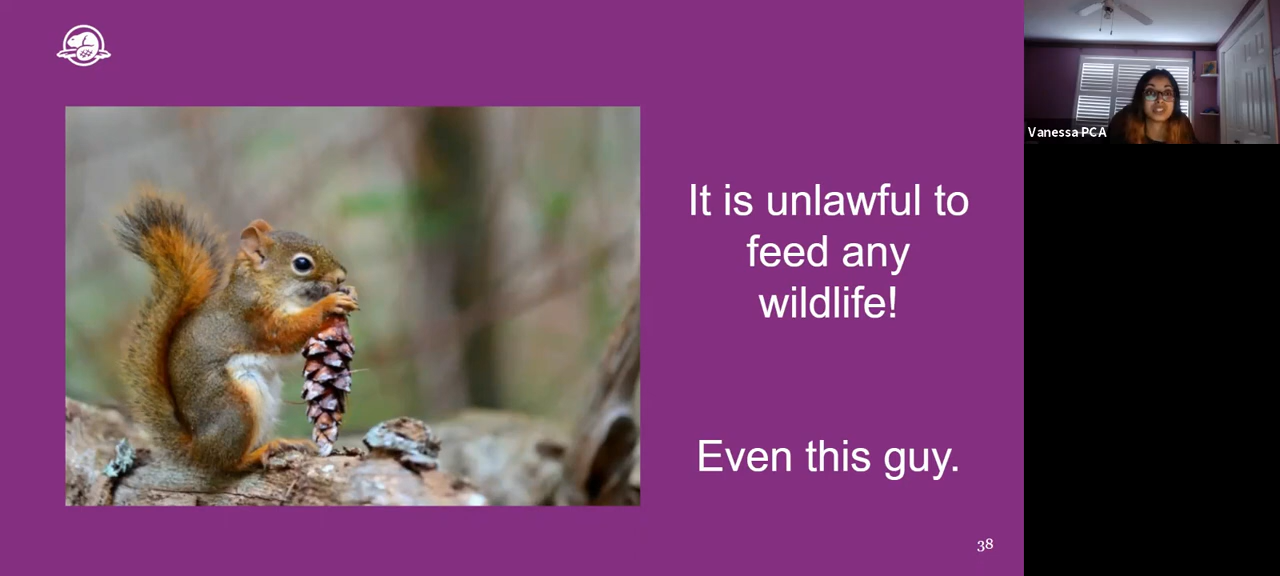 It is unlawful to
feed any
wildlife!
Even this guy.
38
Vanessa PCA